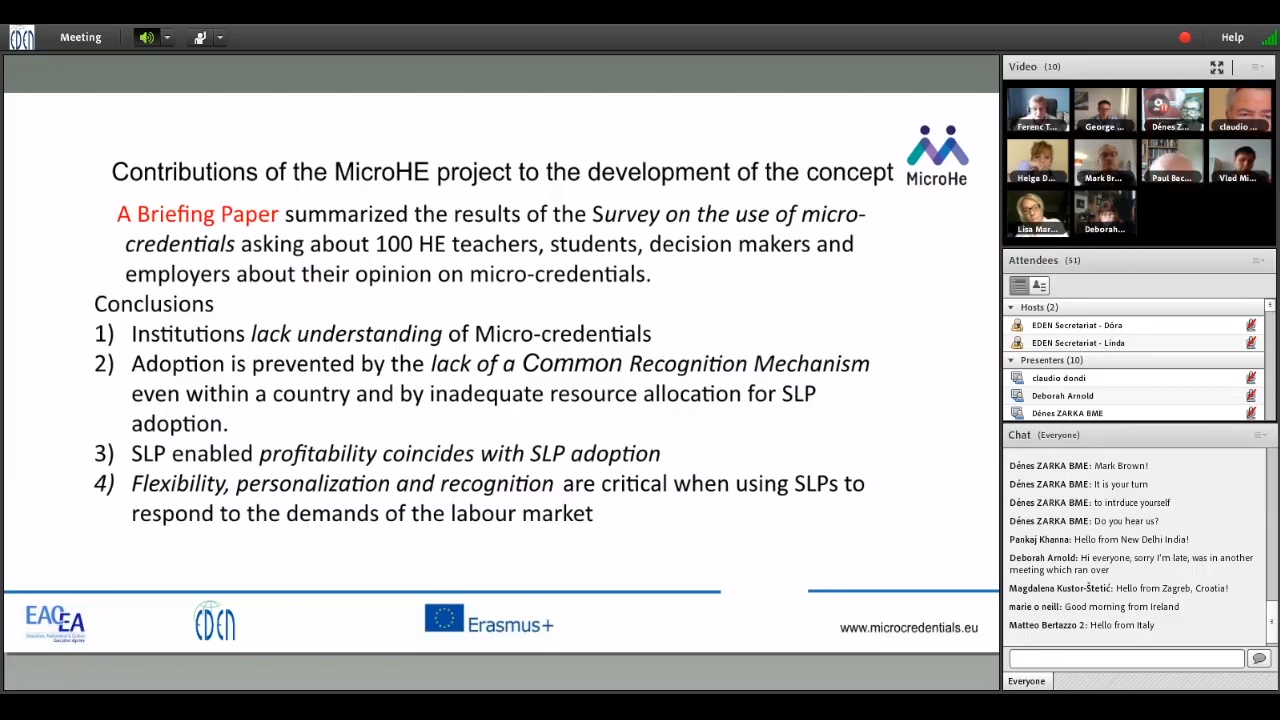 EDEN
Meeting
Help
Contributions of the MicroHE project to the development of the concept
MicroHe
A Briefing Paper summarized the results of the Survey on the use of micro-
credentials asking about 100 HE teachers, students, decision makers and
employers about their opinion on micro-credentials.
Conclusions
1) Institutions lack understanding of Micro-credentials
2) Adoption is prevented by the lack of a Common Recognition Mechanism
even within a country and by inadequate resource allocation for SLP
adoption.
3) SLP enabled profitability coincides with SLP adoption
4) Flexibility, personalization and recognition are critical when using SLPs to
respond to the demands of the labour market
EACEA
EDEN
Erasmus+
www.microcredentials.eu
Video (10)
Ferenc T...
George ...
Dénes Z...
claudio ...
Helga D...
Mark Br...
Paul Bac...
Vlad Mi...
Lisa Mar...
Deborah...
Attendees (51)
Hosts (2)
EDEN Secretariat - Dóra
EDEN Secretariat - Linda
Presenters (10)
claudio dondi
Deborah Arnold
Dénes ZARKA BME
Chat (Everyone)
Dénes ZARKA BME: Mark Brown!
Dénes ZARKA BME: It is your turn
Dénes ZARKA BME: to intrduce yourself
Dénes ZARKA BME: Do you hear us?
Pankaj Khanna: Hello from New Delhi India!
Deborah Arnold: Hi everyone, sorry I'm late, was in another
meeting which ran over
Magdalena Kustor-Štetić: Hello from Zagreb, Croatia!
marie o neill: Good morning from Ireland
Matteo Bertazzo 2: Hello from Italy
Everyone